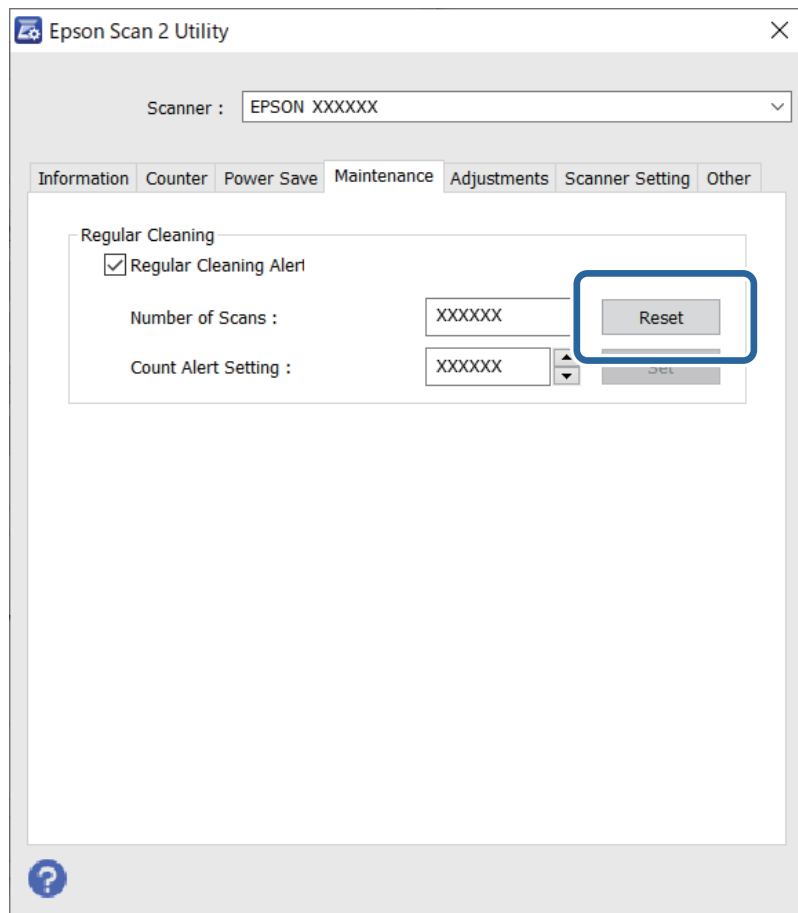 Epson Scan 2 Utility
Scanner : EPSON XXXXXX
Information Counter Power Save Maintenance Adjustments Scanner Setting Other
Regular Cleaning
Regular Cleaning Alert
Number of Scans : XXXXXX Reset
Count Alert Setting : XXXXXX Set
?